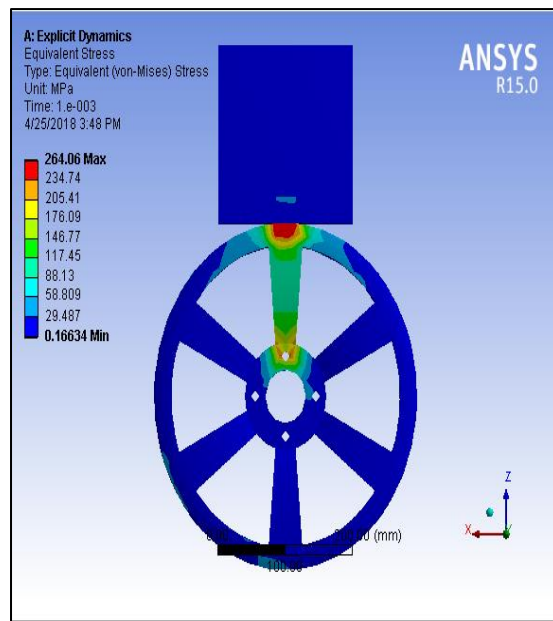 A: Explicit Dynamics
Equivalent Stress
Type: Equivalent (von-Mises) Stress
Unit: MPa
Time: 1.e-003
4/25/2018 3:48 PM
ANSYS
R15.0
264.06 Max
234.74
205.41
176.09
146.77
117.45
88.13
58.809
29.487
0.16634 Min
Z
X
Y
(mm)